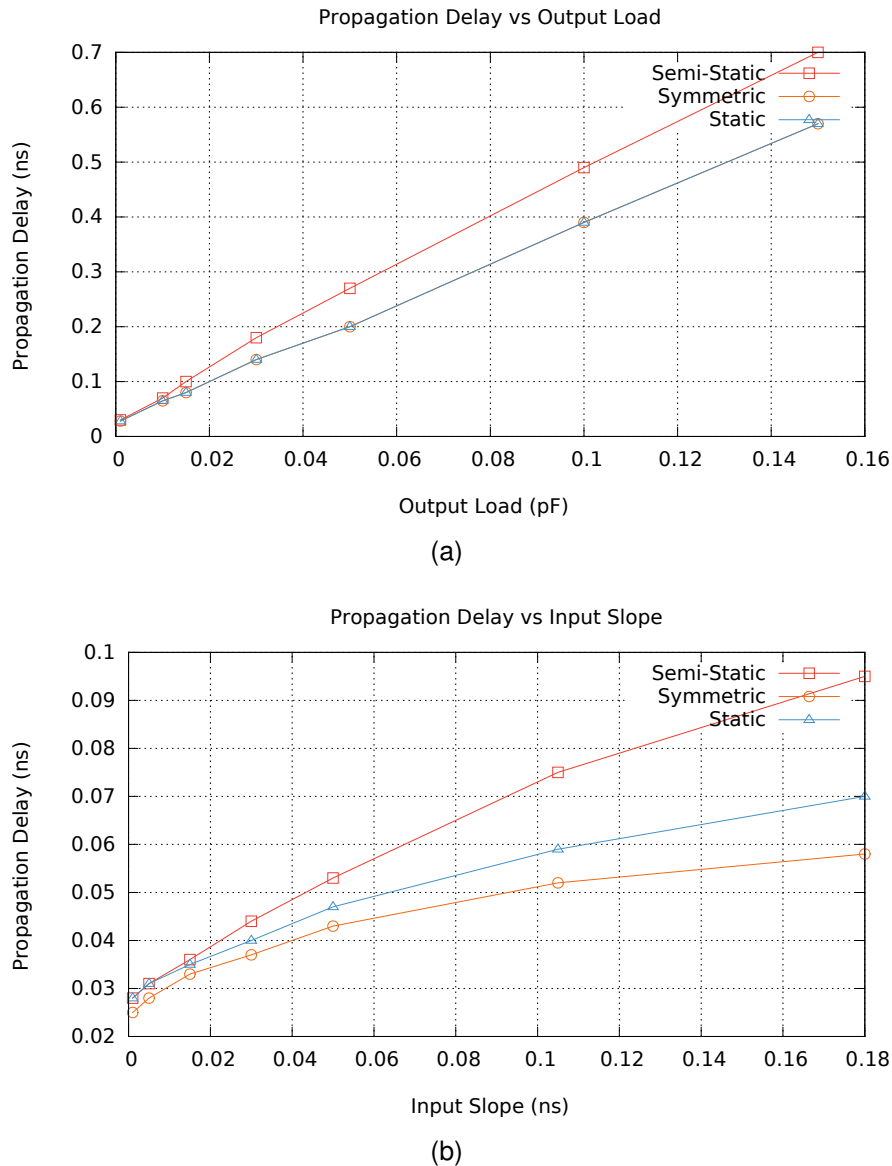 Propagation Delay vs Output Load
Propagation Delay (ns)
0.7
0.6
0.5
0.4
0.3
0.2
0.1
0
Semi-Static
Symmetric
Static
0 0.02 0.04 0.06 0.08 0.1 0.12 0.14 0.16
Output Load (pF)
(a)
Propagation Delay vs Input Slope
Propagation Delay (ns)
0.1
0.09
0.08
0.07
0.06
0.05
0.04
0.03
0.02
Semi-Static
Symmetric
Static
0 0.02 0.04 0.06 0.08 0.1 0.12 0.14 0.16 0.18
Input Slope (ns)
(b)